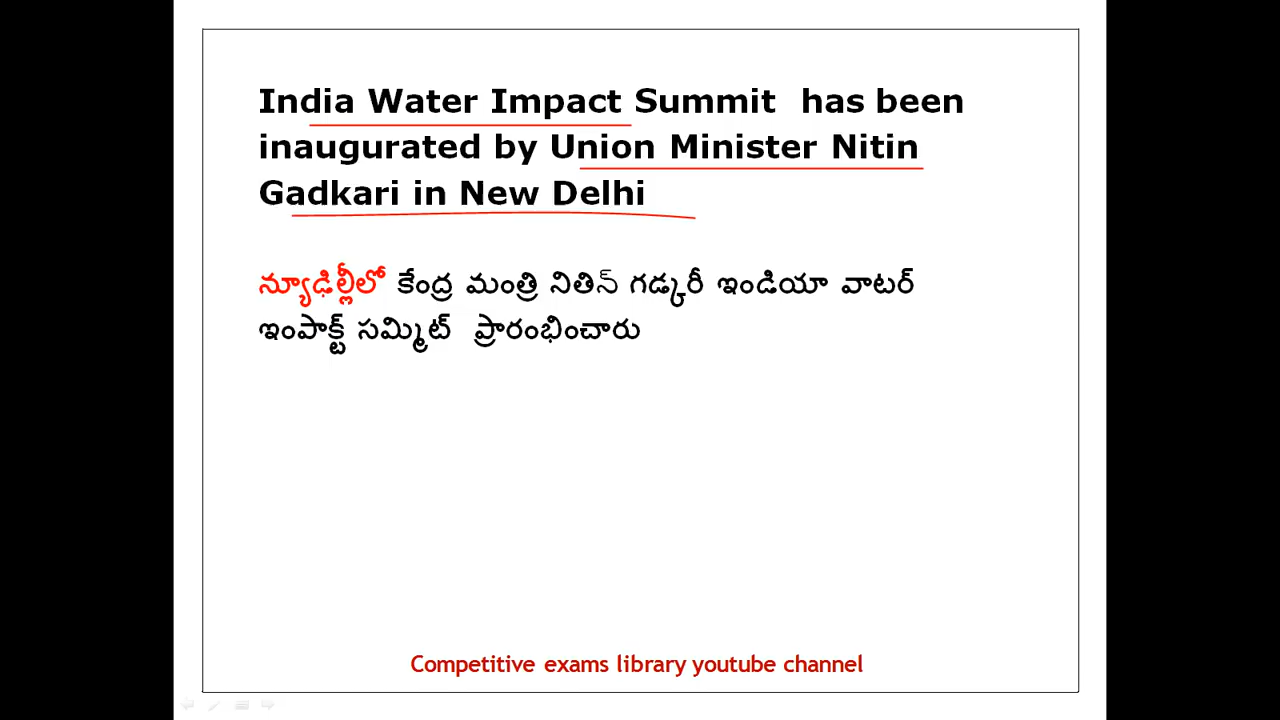 India Water Impact Summit  has been
inaugurated by Union Minister Nitin
Gadkari in New Delhi
న్యూఢిల్లీలో కేంద్ర మంత్రి నితిన్ గడ్కరీ ఇండియా వాటర్
ఇంపాక్ట్ సమ్మిట్  ప్రారంభించారు
Competitive exams library youtube channel